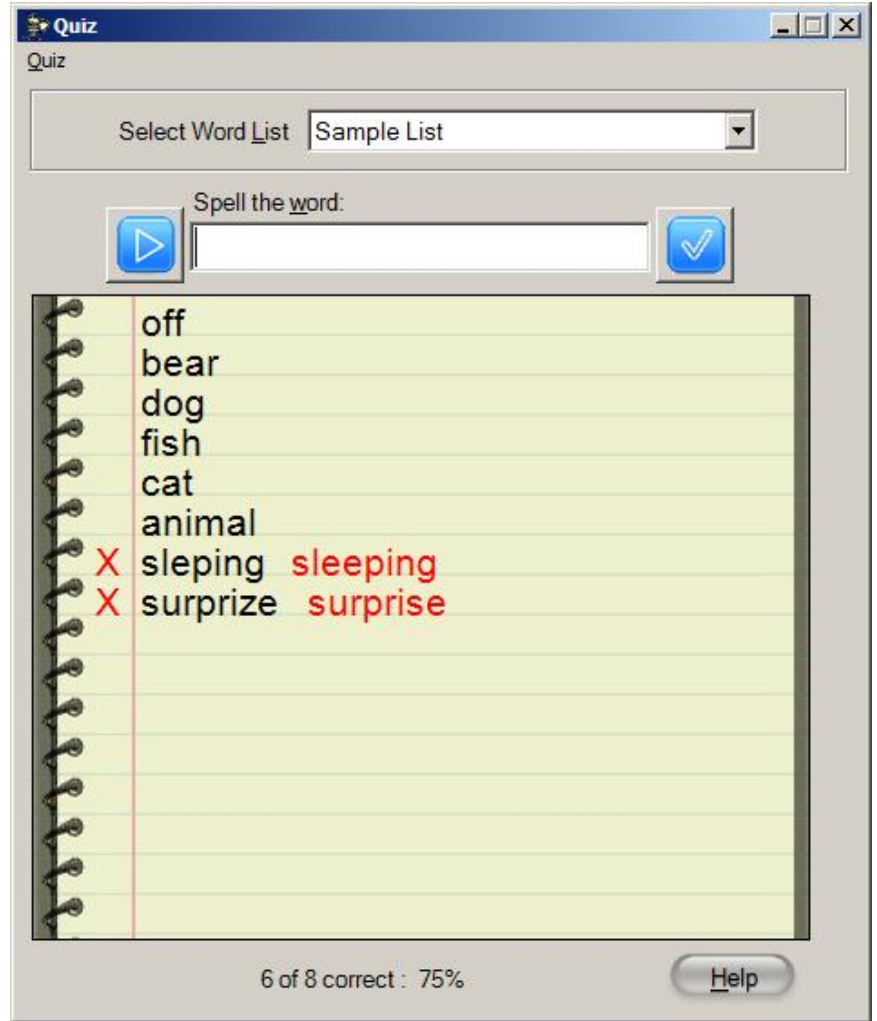 Quiz
Quiz
Select Word List Sample List
Spell the word:
off
bear
dog
fish
cat
animal
X sleping sleeping
X surprize surprise
6 of 8 correct : 75%
Help